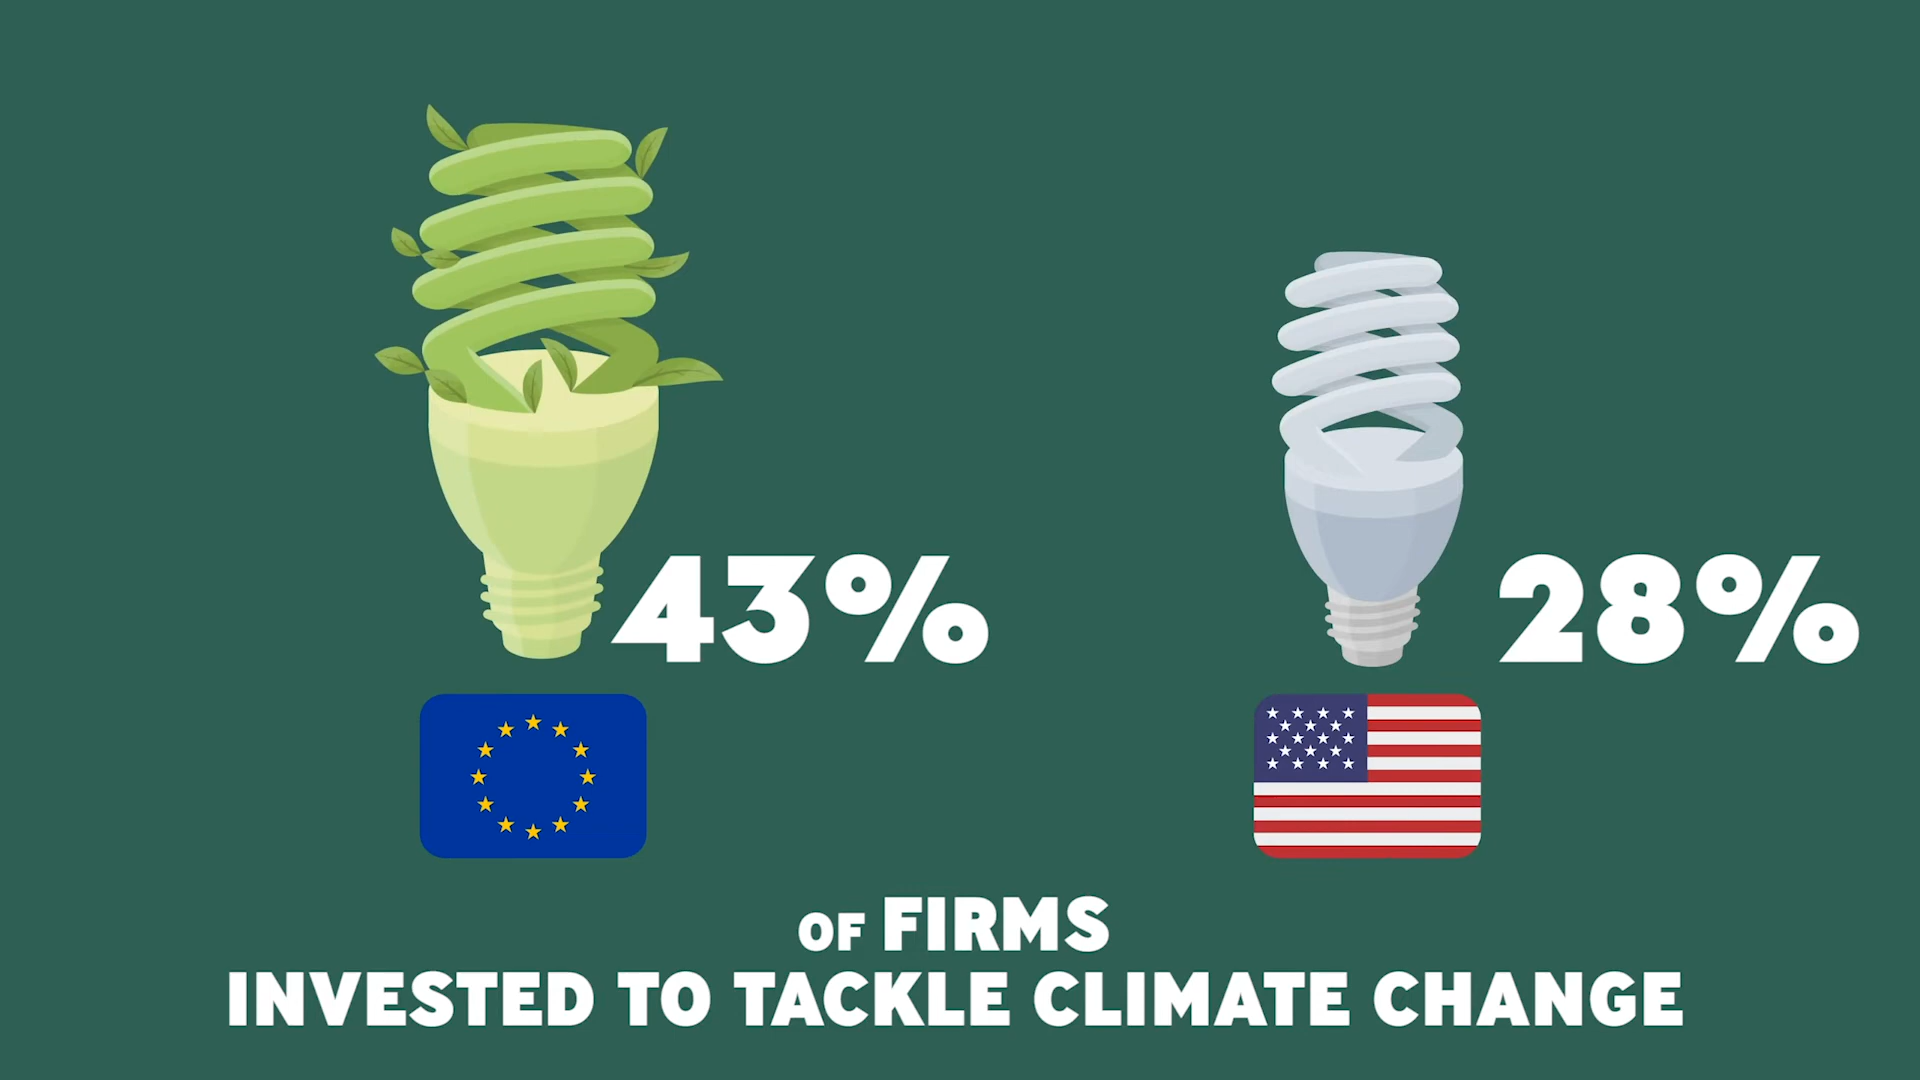 43%
28%
OF FIRMS
INVESTED TO TACKLE CLIMATE CHANGE